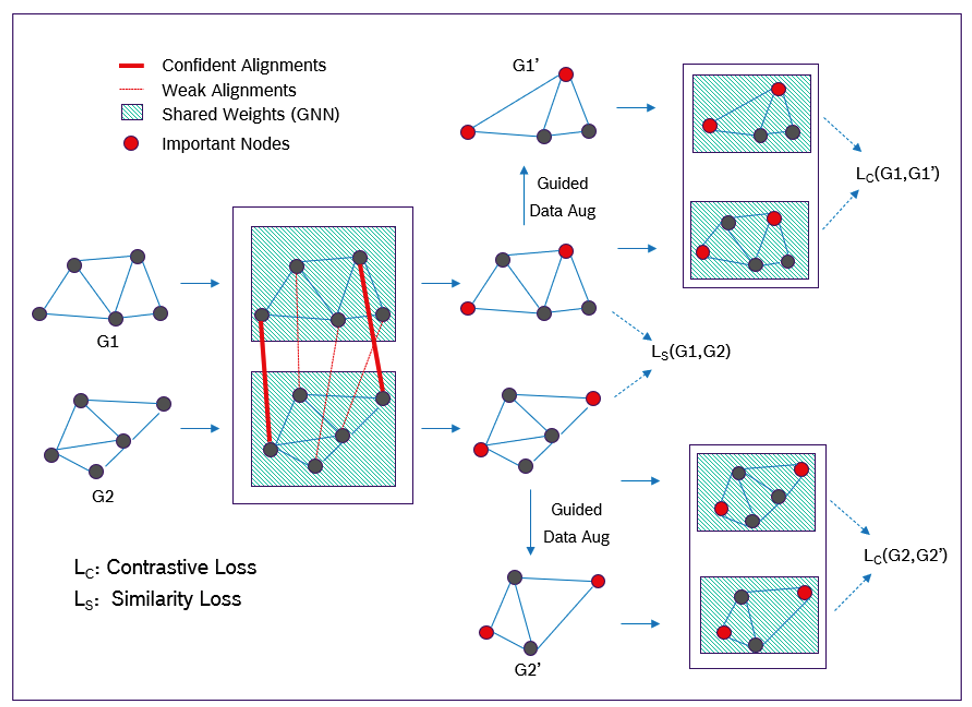 Confident Alignments
Weak Alignments
Shared Weights (GNN)
Important Nodes
G1'
Guided
Data Aug
L_C(G1,G1')
G1
L_S(G1,G2)
G2
Guided
Data Aug
L_C(G2,G2')
G2'
L_C: Contrastive Loss
L_S: Similarity Loss